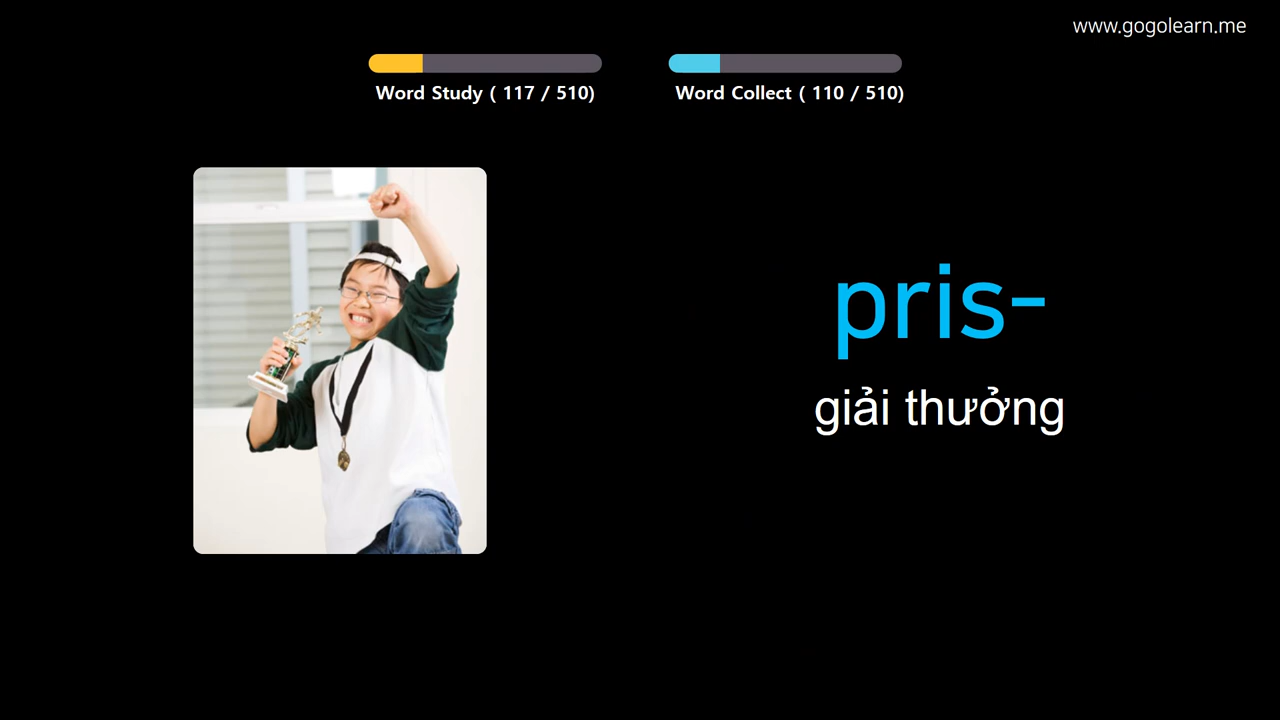 www.gogolearn.me
Word Study ( 117 / 510)
Word Collect ( 110 / 510)
pris-
giải thưởng